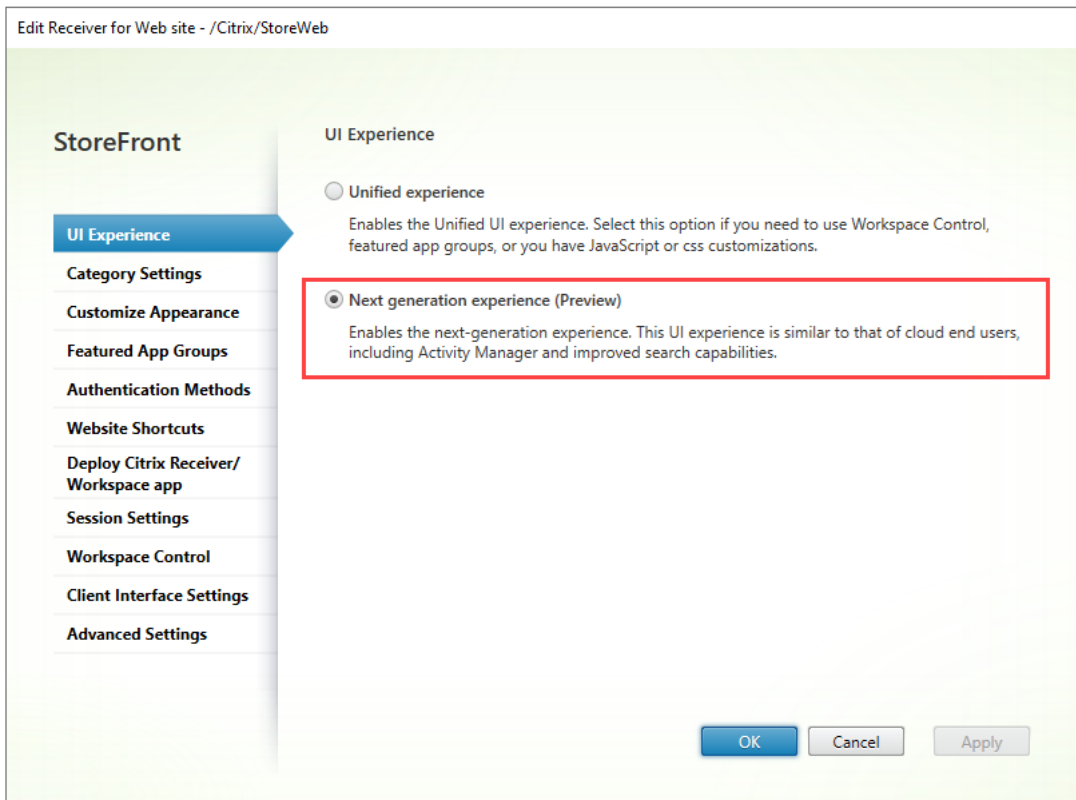 Edit Receiver for Web site - /Citrix/StoreWeb
StoreFront
UI Experience
Category Settings
Customize Appearance
Featured App Groups
Authentication Methods
Website Shortcuts
Deploy Citrix Receiver/
Workspace app
Session Settings
Workspace Control
Client Interface Settings
Advanced Settings
UI Experience
Unified experience
Enables the Unified UI experience. Select this option if you need to use Workspace Control,
featured app groups, or you have JavaScript or css customizations.
Next generation experience (Preview)
Enables the next-generation experience. This UI experience is similar to that of cloud end users,
including Activity Manager and improved search capabilities.
OK
Cancel
Apply